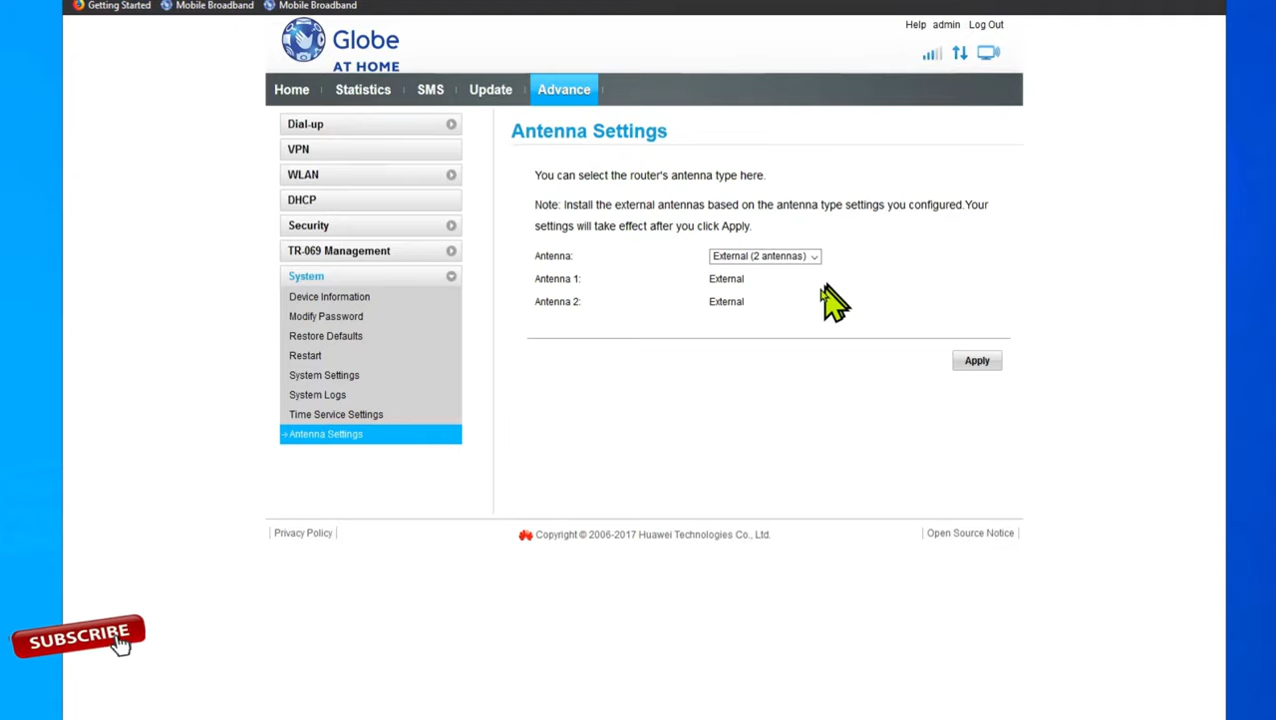 Getting Started Mobile Broadband Mobile Broadband
Help admin Log Out
Globe
AT HOME
Home Statistics SMS Update Advance
Dial-up
VPN
WLAN
DHCP
Security
TR-069 Management
System
Device Information
Modify Password
Restore Defaults
Restart
System Settings
System Logs
Time Service Settings
Antenna Settings
Antenna Settings
You can select the router's antenna type here.
Note: Install the external antennas based on the antenna type settings you configured.Your
settings will take effect after you click Apply.
Antenna: External (2 antennas)
Antenna 1: External
Antenna 2: External
Apply
Privacy Policy Copyright © 2006-2017 Huawei Technologies Co., Ltd. Open Source Notice
SUBSCRIBE